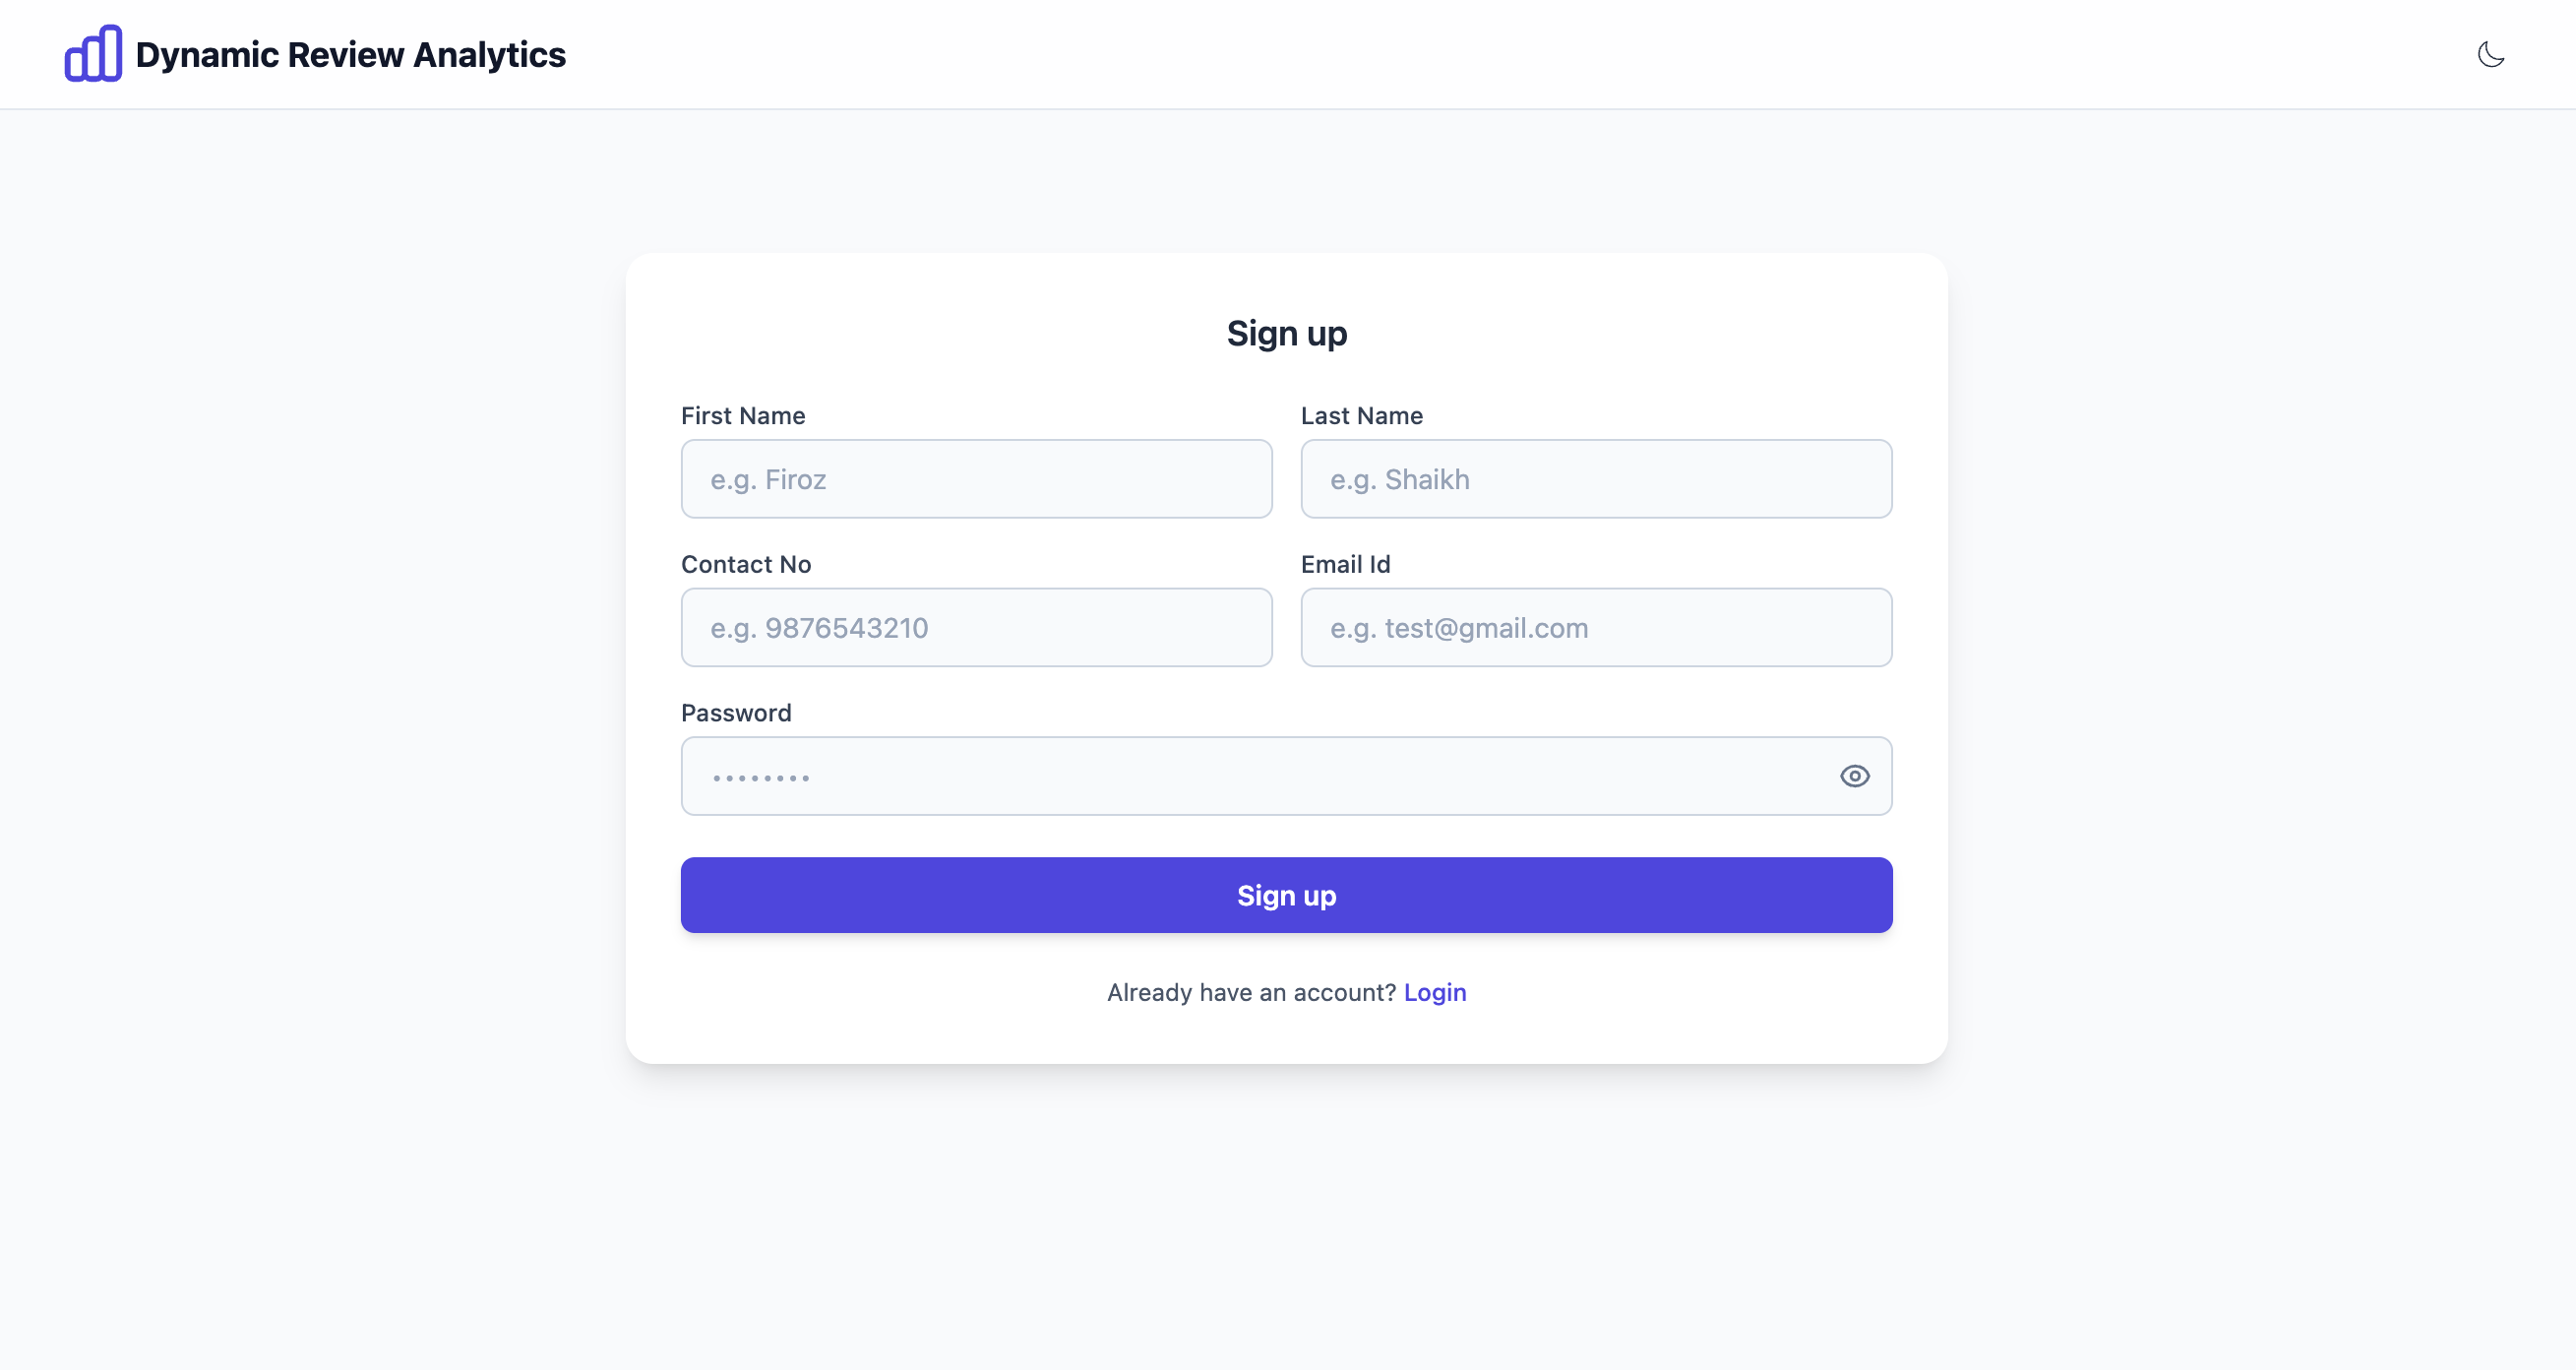 Dynamic Review Analytics
Sign up
First Name
Last Name
e.g. Firoz
e.g. Shaikh
Contact No
Email Id
e.g. 9876543210
e.g. test@gmail.com
Password
••••••••
Sign up
Already have an account? Login